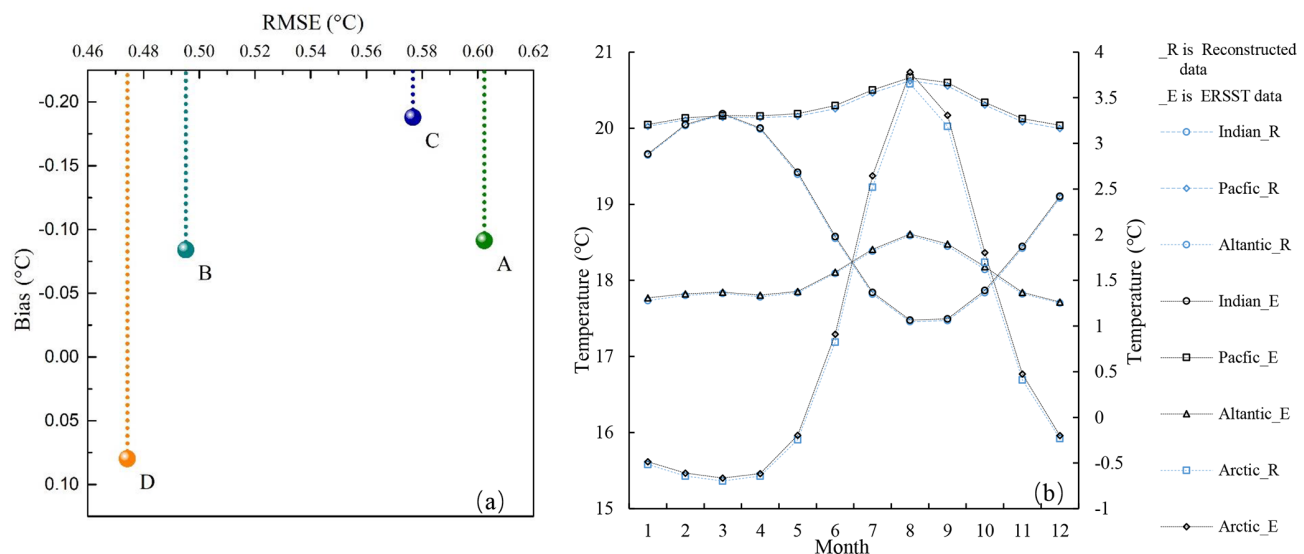 RMSE (°C)
0.46 0.48 0.50 0.52 0.54 0.56 0.58 0.60 0.62
Bias (°C)
-0.20
-0.15
-0.10
-0.05
0.00
0.05
0.10
C
A
B
D
(a)
Temperature (°C)
21
20
19
18
17
16
15
1 2 3 4 5 6 7 8 9 10 11 12
Month
(b)
4
3.5
3
2.5
2
1.5
1
0.5
0
-0.5
-1
Temperature (°C)
_R is Reconstructed
data
_E is ERSST data
Indian_R
Pacfic_R
Altantic_R
Indian_E
Pacfic_E
Altantic_E
Arctic_R
Arctic_E